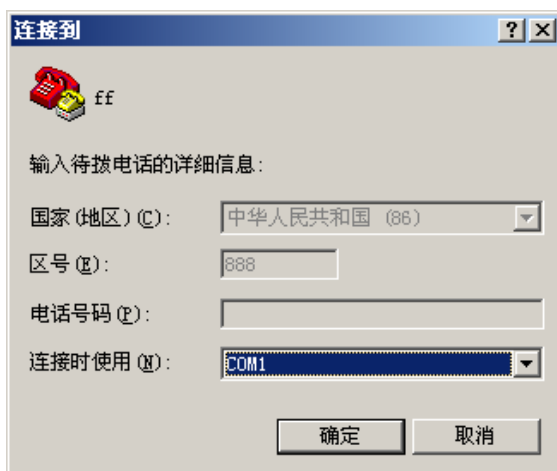 连接到
ff
输入待拨电话的详细信息:
国家(地区)(C): 中华人民共和国 (86)
区号(E): 888
电话号码(P):
连接时使用(N): COM1
确定 取消